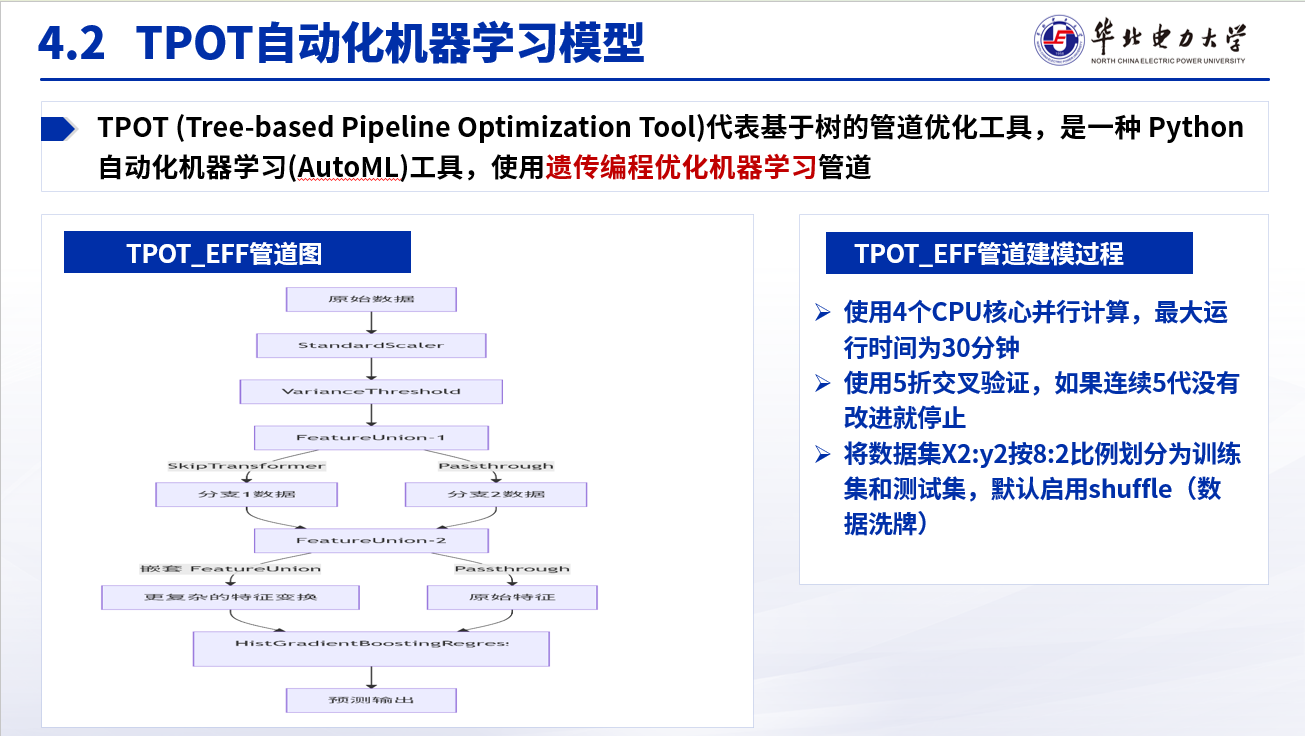 4.2 TPOT自动化机器学习模型
华北电力大学
NORTH CHINA ELECTRIC POWER UNIVERSITY
TPOT (Tree-based Pipeline Optimization Tool)代表基于树的管道优化工具，是一种 Python
自动化机器学习(AutoML)工具，使用遗传编程优化机器学习管道
TPOT_EFF管道图
原始数据
StandardScaler
VarianceThreshold
FeatureUnion-1
SkipTransformer
Passthrough
分支1数据
分支2数据
FeatureUnion-2
嵌套 FeatureUnion
Passthrough
更复杂的特征变换
原始特征
HistGradientBoostingRegres
预测输出
TPOT_EFF管道建模过程
使用4个CPU核心并行计算，最大运
行时间为30分钟
使用5折交叉验证，如果连续5代没有
改进就停止
将数据集X2:y2按8:2比例划分为训练
集和测试集，默认启用shuffle（数
据洗牌）